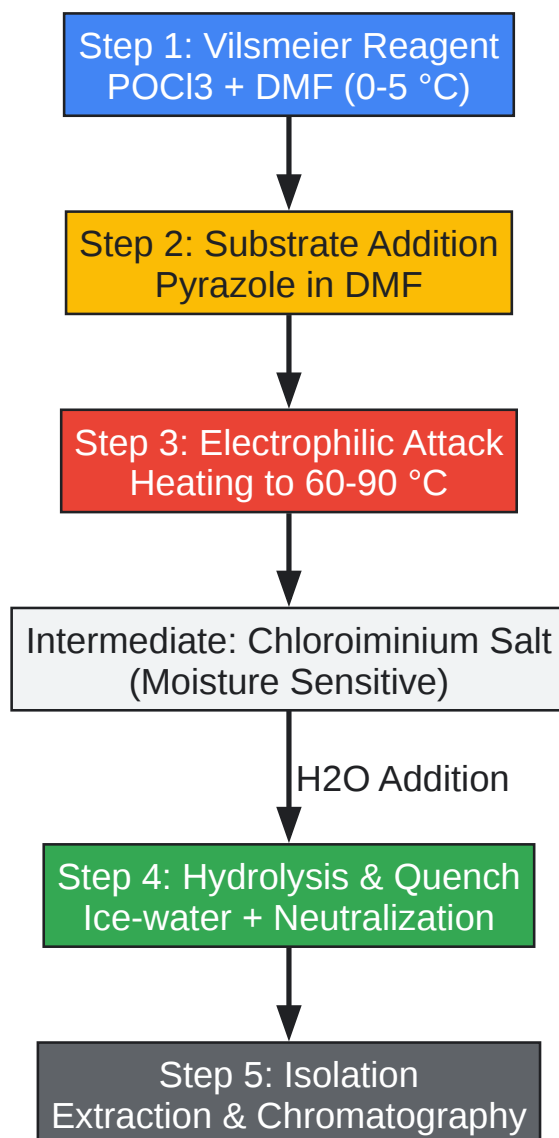 Step 1: Vilsmeier Reagent
POCl3 + DMF (0-5 °C)
Step 2: Substrate Addition
Pyrazole in DMF
Step 3: Electrophilic Attack
Heating to 60-90 °C
Intermediate: Chloroiminium Salt
(Moisture Sensitive)
H2O Addition
Step 4: Hydrolysis & Quench
Ice-water + Neutralization
Step 5: Isolation
Extraction & Chromatography